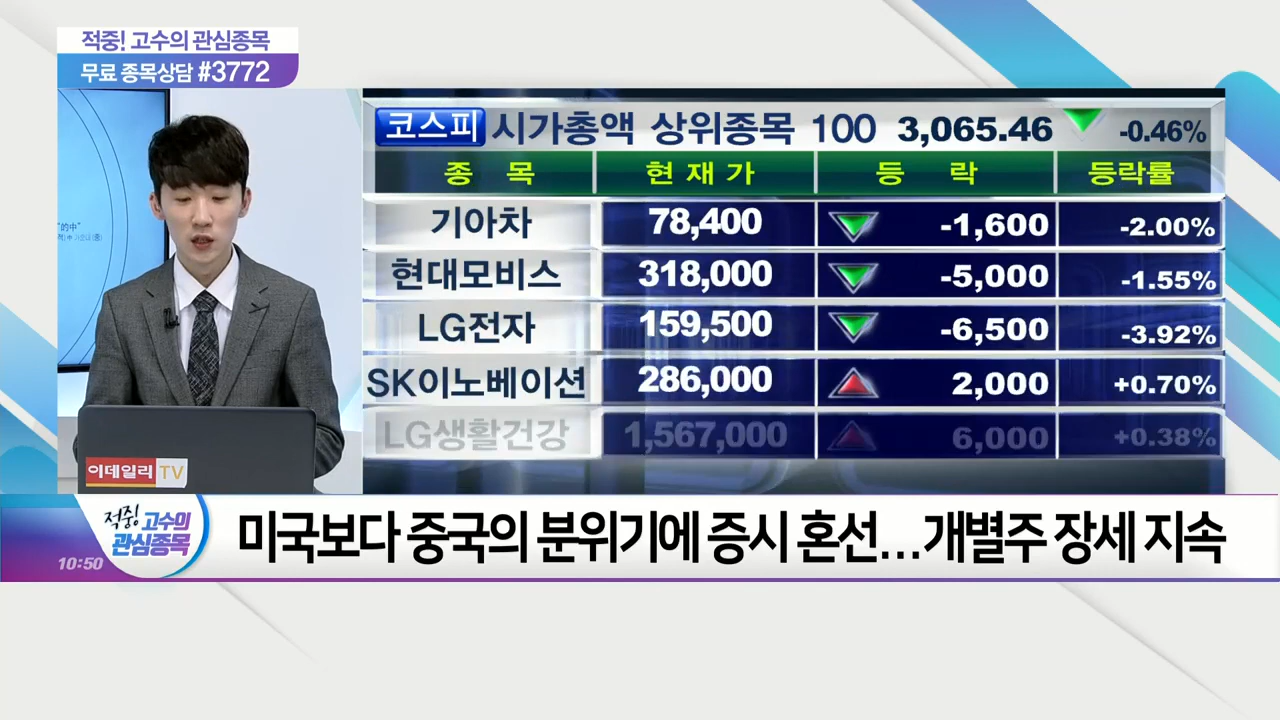 적중! 고수의 관심종목
무료 종목상담 #3772
"的中"
코스피 시가총액 상위종목 100 3,065.46 -0.46%
종 목 현 재 가 등 락 등락률
기아차 78,400 -1,600 -2.00%
현대모비스 318,000 -5,000 -1.55%
LG전자 159,500 -6,500 -3.92%
SK이노베이션 286,000 2,000 +0.70%
LG생활건강 1,567,000 6,000 +0.38%
이데일리 TV
적중! 고수의
관심종목
10:50
미국보다 중국의 분위기에 증시 혼선...개별주 장세 지속